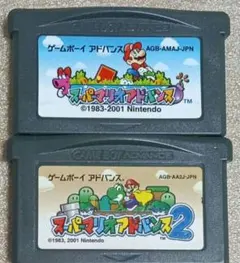 ゲームボーイ アドバンス AGB-AMAJ-JPN
スーパーマリオアドバンス
TM
©1983-2001 Nintendo
ゲームボーイ アドバンス AGB-AA2J-JPN
スーパーマリオアドバンス2
©1983, 2001 Nintendo
TM